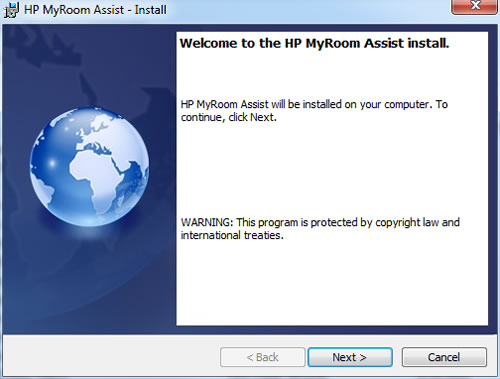 HP MyRoom Assist - Install
Welcome to the HP MyRoom Assist install.
HP MyRoom Assist will be installed on your computer. To
continue, click Next.
WARNING: This program is protected by copyright law and
international treaties.
< Back
Next >
Cancel